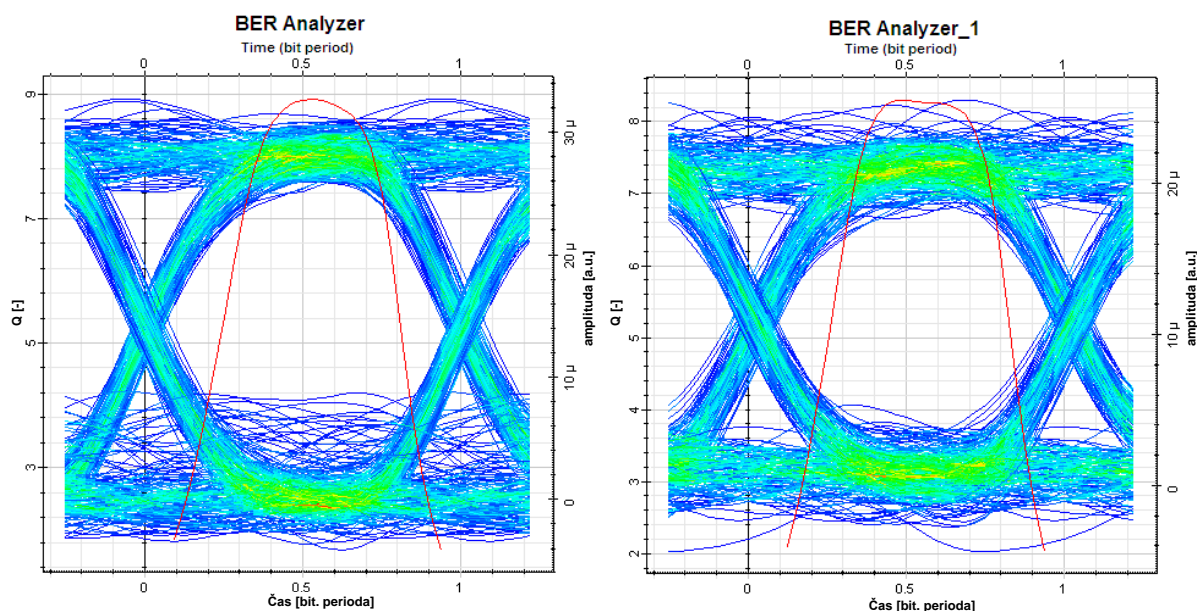 BER Analyzer
Time (bit period)
0 0.5 1
9
7
5
3
Q [-]
30 µ
20 µ
10 µ
0
amplituda [a.u.]
0 0.5 1
Čas [bit. perioda]
BER Analyzer_1
Time (bit period)
0 0.5 1
8
7
6
5
4
3
2
Q [-]
20 µ
10 µ
0
amplituda [a.u.]
0 0.5 1
Čas [bit. perioda]